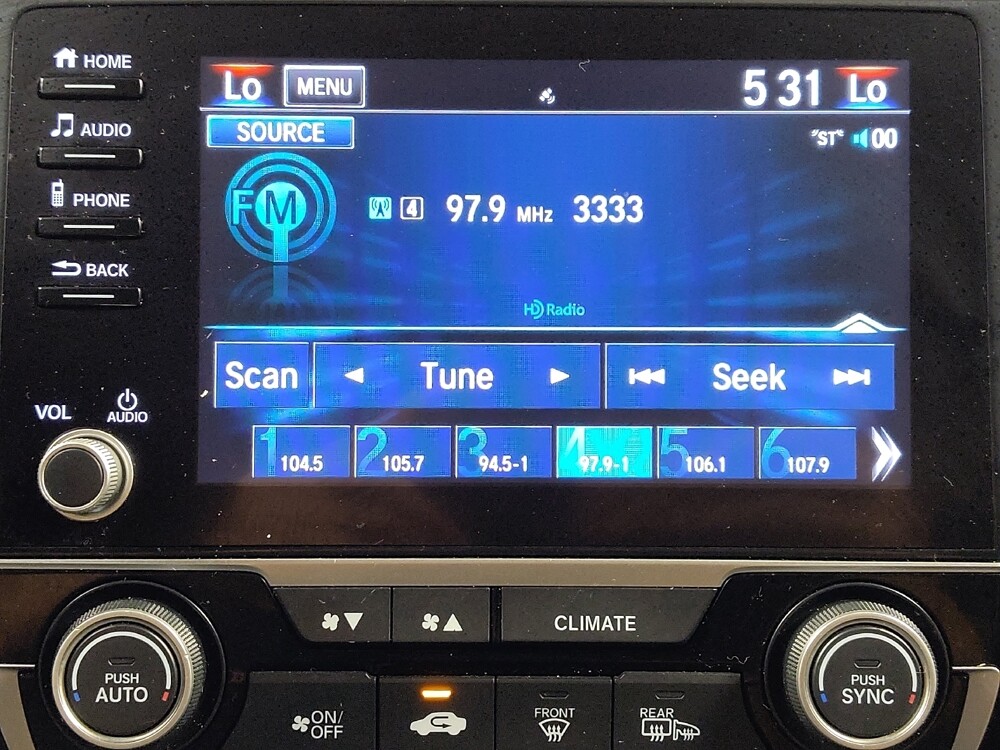 HOME
AUDIO
PHONE
BACK
VOL
AUDIO
Lo MENU 5 31 Lo
SOURCE
"ST" 00
FM 4 97.9 MHz 3333
HD Radio
Scan Tune Seek
1 104.5 2 105.7 3 94.5-1 4 97.9-1 5 106.1 6 107.9
CLIMATE
PUSH
AUTO
PUSH
SYNC
ON/
OFF
FRONT
REAR